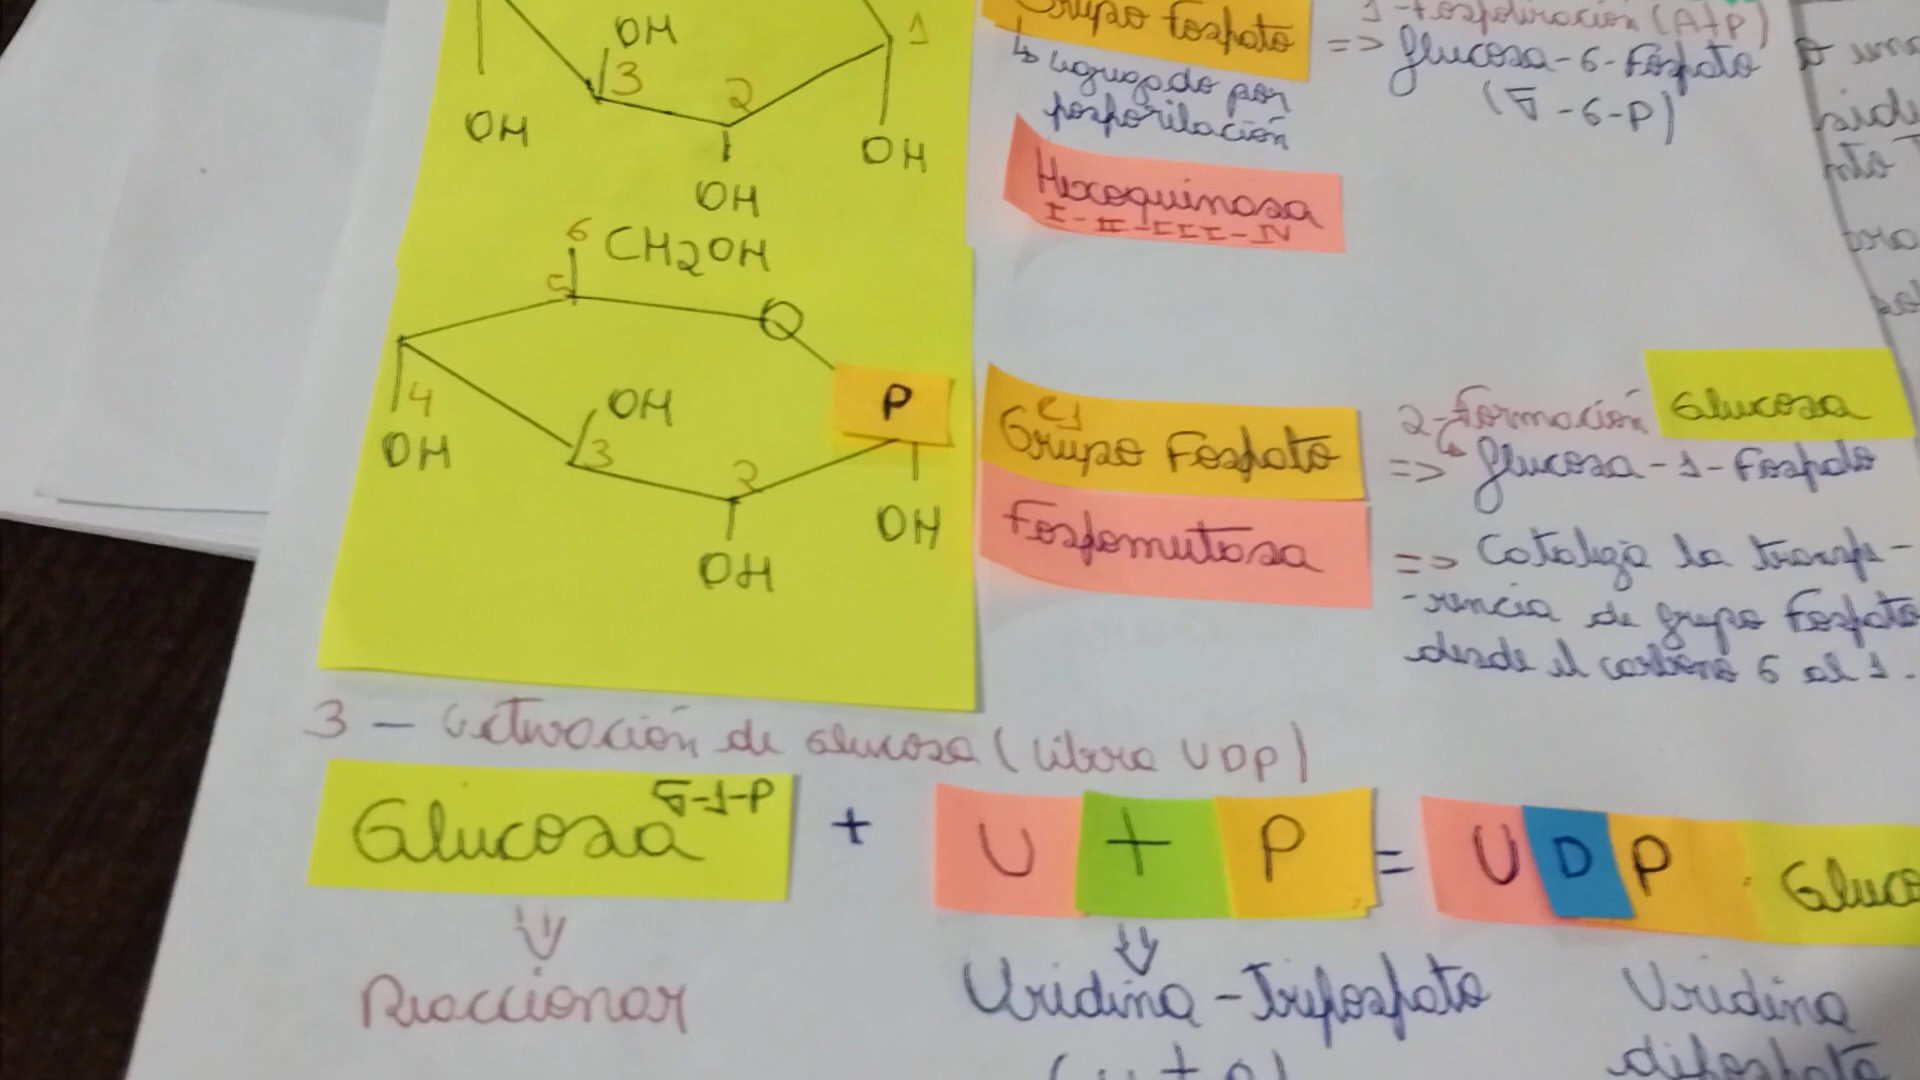 OH
3
2
1
OH
OH
OH
Grupo Fosfato
↳ agregado por
fosforilación
Hexoquinasa
I-II-III-IV
1-Fosforilación (ATP)
=> Glucosa-6-Fosfato
(G-6-P)
6
CH2OH
5
O
P
4
OH
OH
3
2
OH
OH
C1
Grupo Fosfato
Fosfomutasa
2-Formación
Glucosa
=> Glucosa-1-Fosfato
=> Cataliza la transfe-
-rencia de grupo Fosfato
desde el carbono 6 al 1.
3 - Activación de Glucosa (libera UDP)
Glucosa G-1-P
+
U T P
=
U D P
Gluco
Reaccionar
Uridina-Trifosfato
Uridina
difosfato